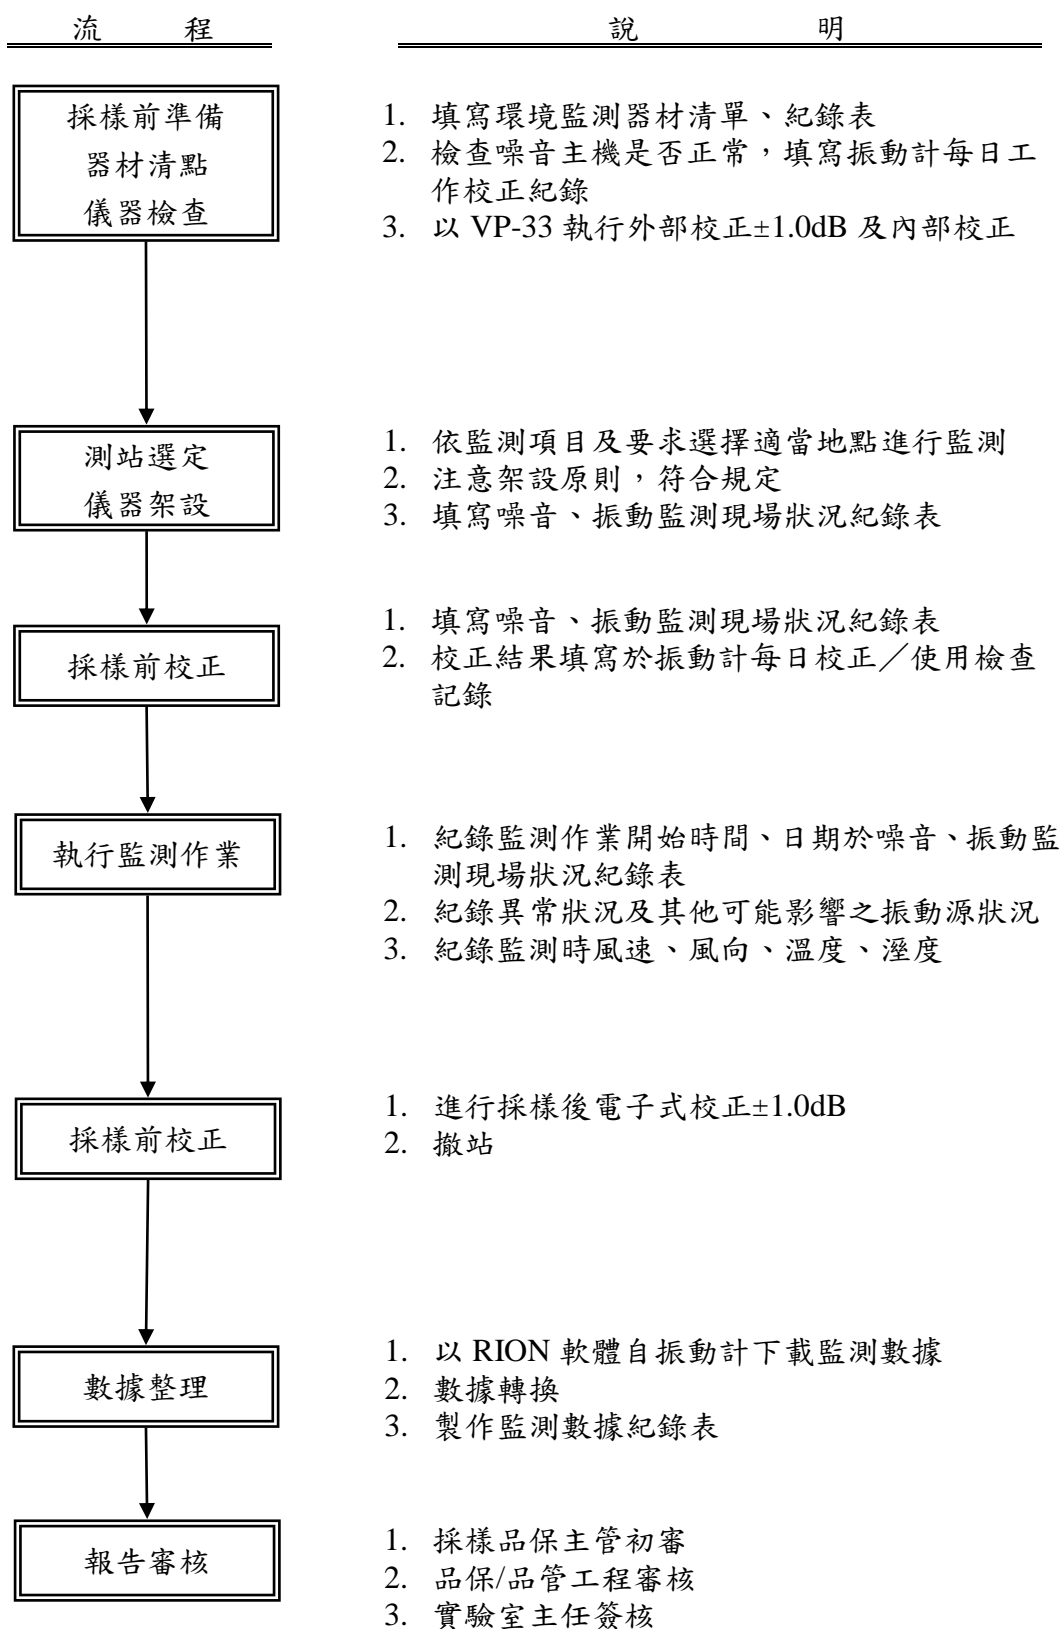 流 程
說 明
採樣前準備
器材清點
儀器檢查
1. 填寫環境監測器材清單、紀錄表
2. 檢查噪音主機是否正常，填寫振動計每日工
作校正紀錄
3. 以 VP-33 執行外部校正±1.0dB 及內部校正
測站選定
儀器架設
1. 依監測項目及要求選擇適當地點進行監測
2. 注意架設原則，符合規定
3. 填寫噪音、振動監測現場狀況紀錄表
採樣前校正
1. 填寫噪音、振動監測現場狀況紀錄表
2. 校正結果填寫於振動計每日校正／使用檢查
記錄
執行監測作業
1. 紀錄監測作業開始時間、日期於噪音、振動監
測現場狀況紀錄表
2. 紀錄異常狀況及其他可能影響之振動源狀況
3. 紀錄監測時風速、風向、溫度、溼度
採樣前校正
1. 進行採樣後電子式校正±1.0dB
2. 撤站
數據整理
1. 以 RION 軟體自振動計下載監測數據
2. 數據轉換
3. 製作監測數據紀錄表
報告審核
1. 採樣品保主管初審
2. 品保/品管工程審核
3. 實驗室主任簽核